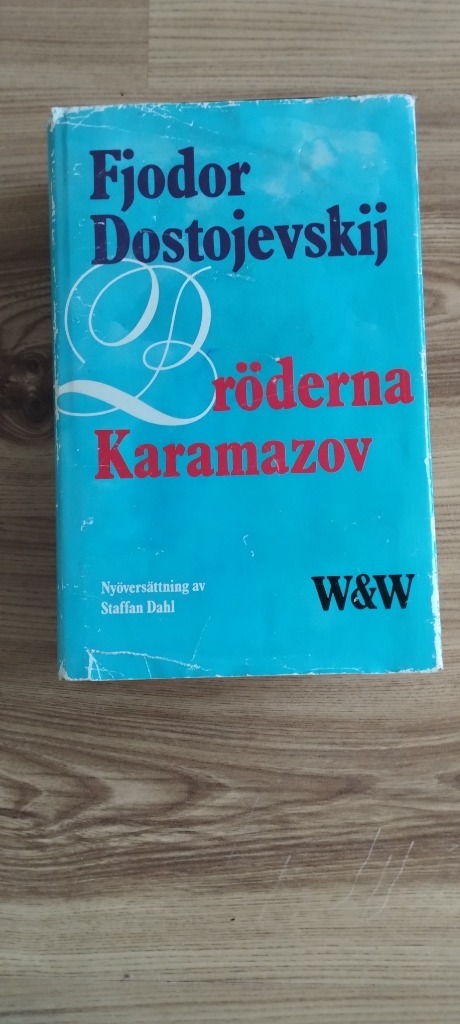 Fjodor
Dostojevskij
Bröderna
Karamazov
Nyöversättning av
Staffan Dahl
W&W